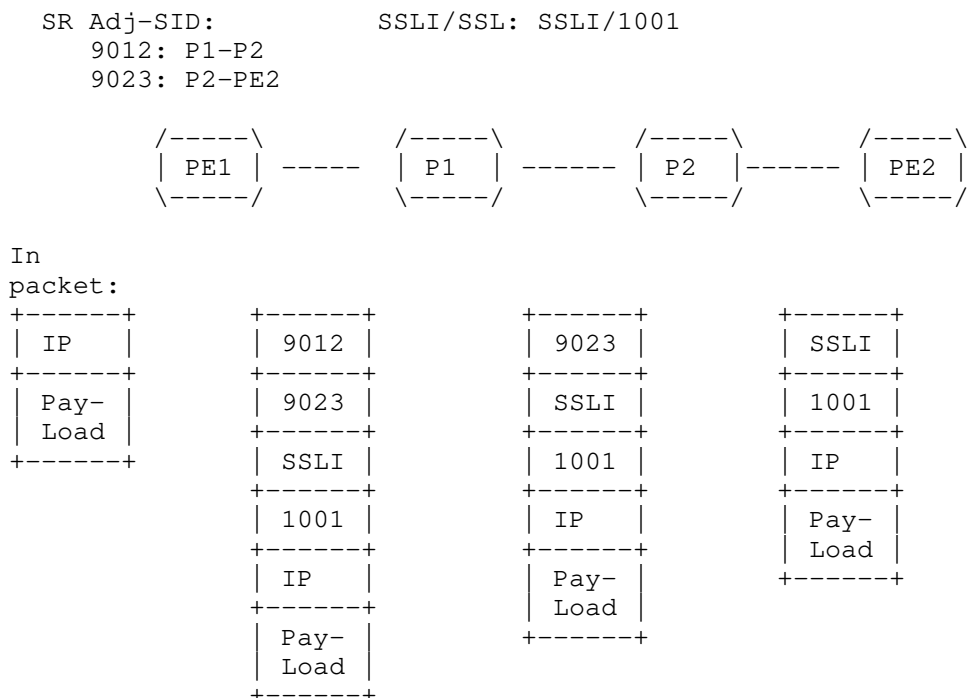 SR Adj-SID: SSLI/SSL: SSLI/1001
9012: P1-P2
9023: P2-PE2
/-----\ /-----\ /-----\ /-----\
| PE1 | ----- | P1 | ------ | P2 |------ | PE2 |
\-----/ \-----/ \-----/ \-----/
In
packet:
+------+ +------+ +------+ +------+
| IP | | 9012 | | 9023 | | SSLI |
+------+ +------+ +------+ +------+
| Pay- | | 9023 | | SSLI | | 1001 |
| Load | +------+ +------+ +------+
+------+ | SSLI | | 1001 | | IP |
+------+ +------+ +------+
| 1001 | | IP | | Pay- |
+------+ +------+ | Load |
| IP | | Pay- | +------+
+------+ | Load |
| Pay- | +------+
| Load |
+------+